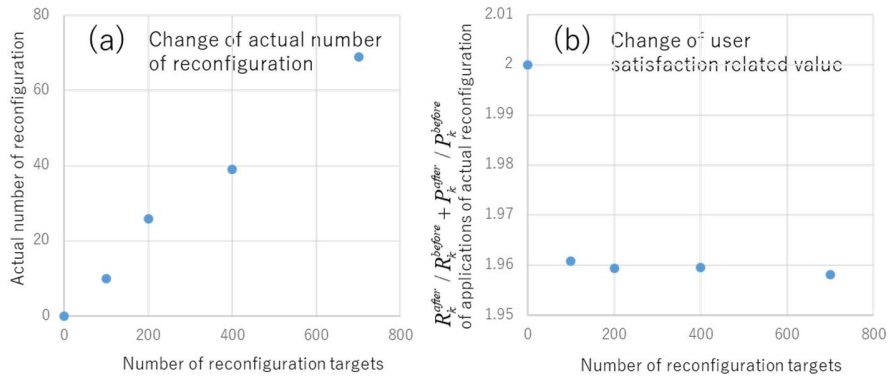 (a) Change of actual number
of reconfiguration
Actual number of reconfiguration
80
60
40
20
0
0 200 400 600 800
Number of reconfiguration targets
(b) Change of user
satisfaction related value
R_k^after / R_k^before + P_k^after / P_k^before
of applications of actual reconfiguration
2.01
2
1.99
1.98
1.97
1.96
1.95
0 200 400 600 800
Number of reconfiguration targets